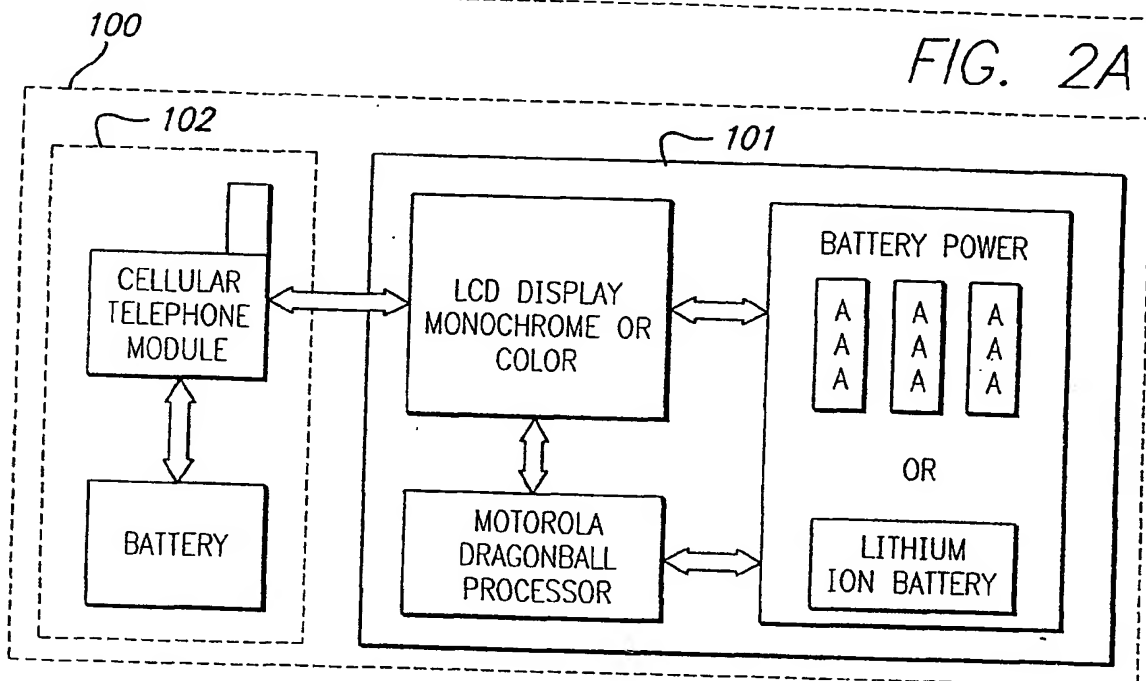 100
FIG. 2A
102
101
CELLULAR
TELEPHONE
MODULE
BATTERY
LCD DISPLAY
MONOCHROME OR
COLOR
MOTOROLA
DRAGONBALL
PROCESSOR
BATTERY POWER
A A A
A A A
A A A
OR
LITHIUM
ION BATTERY